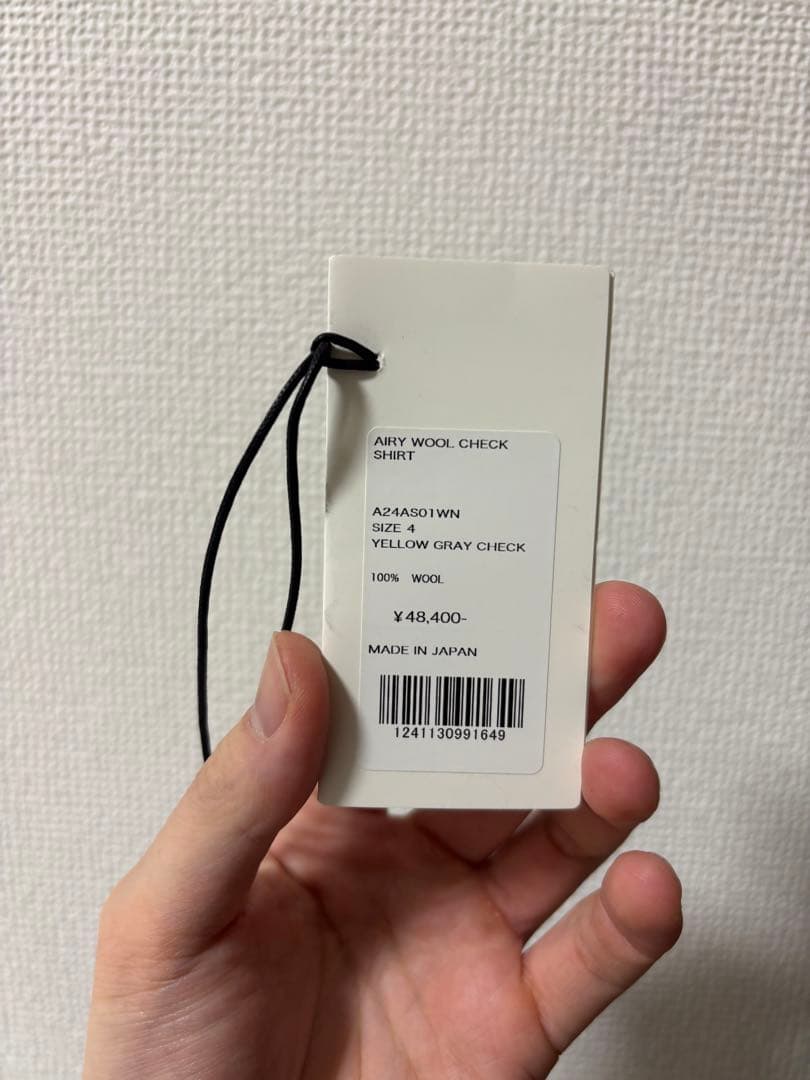 AIRY WOOL CHECK
SHIRT
A24AS01WN
SIZE 4
YELLOW GRAY CHECK
100% WOOL
¥48,400-
MADE IN JAPAN
1241130991649